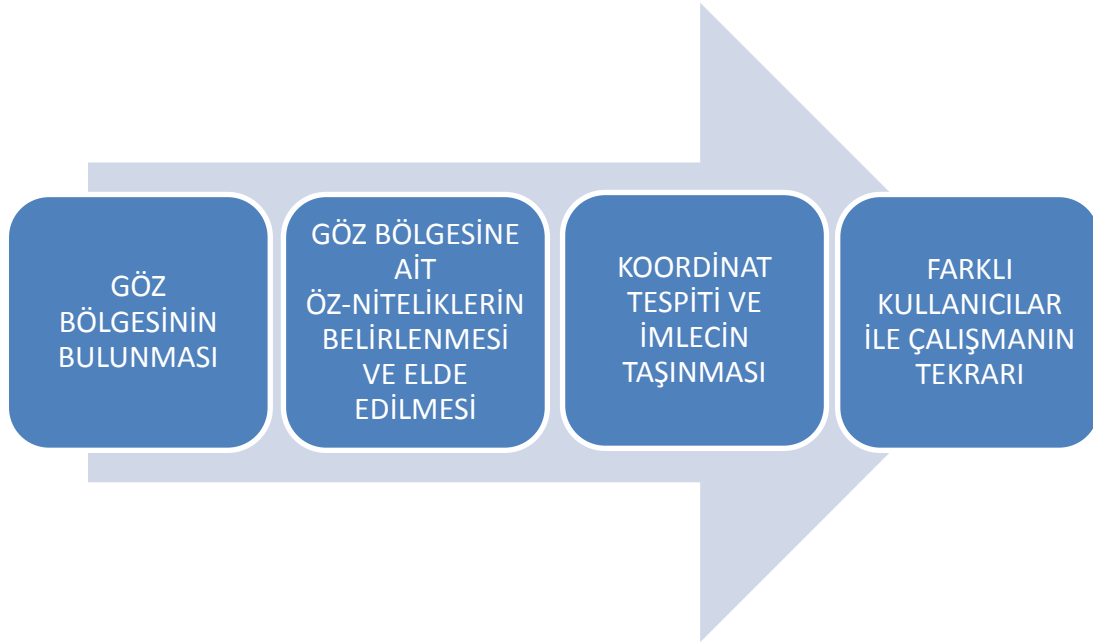 GÖZ
BÖLGESİNİN
BULUNMASI
GÖZ BÖLGESİNE
AİT
ÖZ-NİTELİKLERİN
BELİRLENMESİ
VE ELDE
EDİLMESİ
KOORDİNAT
TESPİTİ VE
İMLECİN
TAŞINMASI
FARKLI
KULLANICILAR
İLE ÇALIŞMANIN
TEKRARI